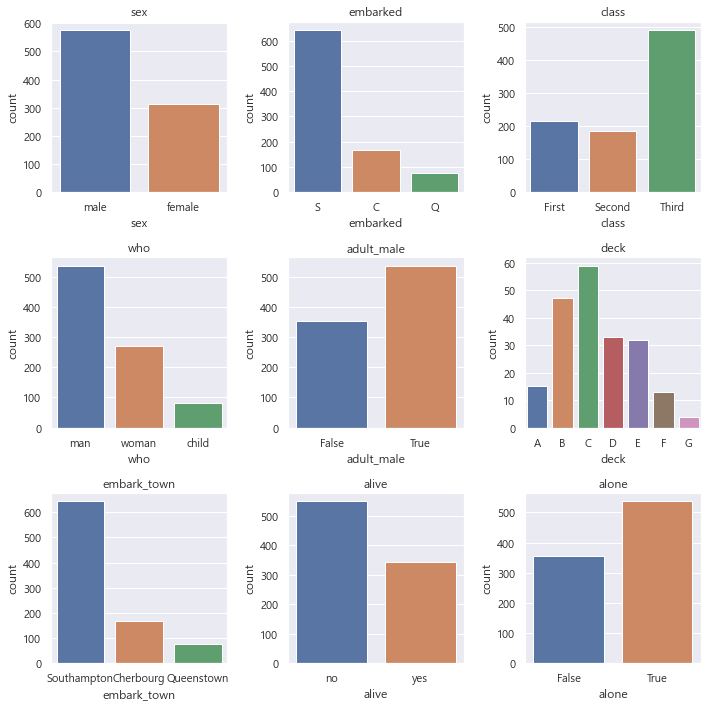 sex
embarked
class
600
500
400
300
200
100
0
count
male female
sex
600
500
400
300
200
100
0
count
S C Q
embarked
500
400
300
200
100
0
count
First Second Third
class
who
adult_male
deck
500
400
300
200
100
0
count
man woman child
who
500
400
300
200
100
0
count
False True
adult_male
60
50
40
30
20
10
0
count
A B C D E F G
deck
embark_town
alive
alone
600
500
400
300
200
100
0
count
Southampton Cherbourg Queenstown
embark_town
500
400
300
200
100
0
count
no yes
alive
500
400
300
200
100
0
count
False True
alone